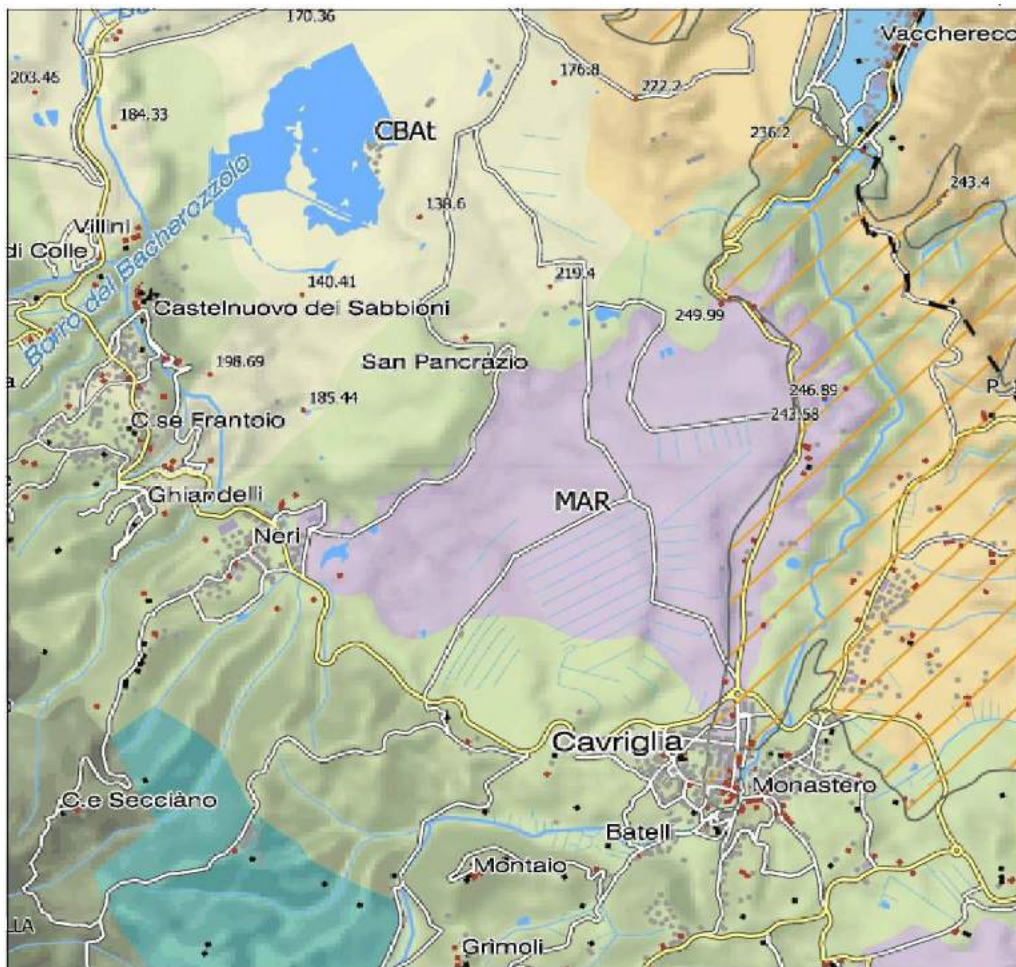 170.36
Vacchereco
203.46
176.8
222.2
184.33
CBAt
236.2
243.4
138.6
Villini
di Colle
Borro del Bacherozzolo
219.4
140.41
Castelnuovo dei Sabbioni
249.99
San Pancrazio
198.69
246.89
185.44
243.58
C.se Frantoio
Ghiandelli
MAR
Neri
Cavriglia
C.e Secciàno
Monastero
Batell
Montaio
LLA
Grimoli